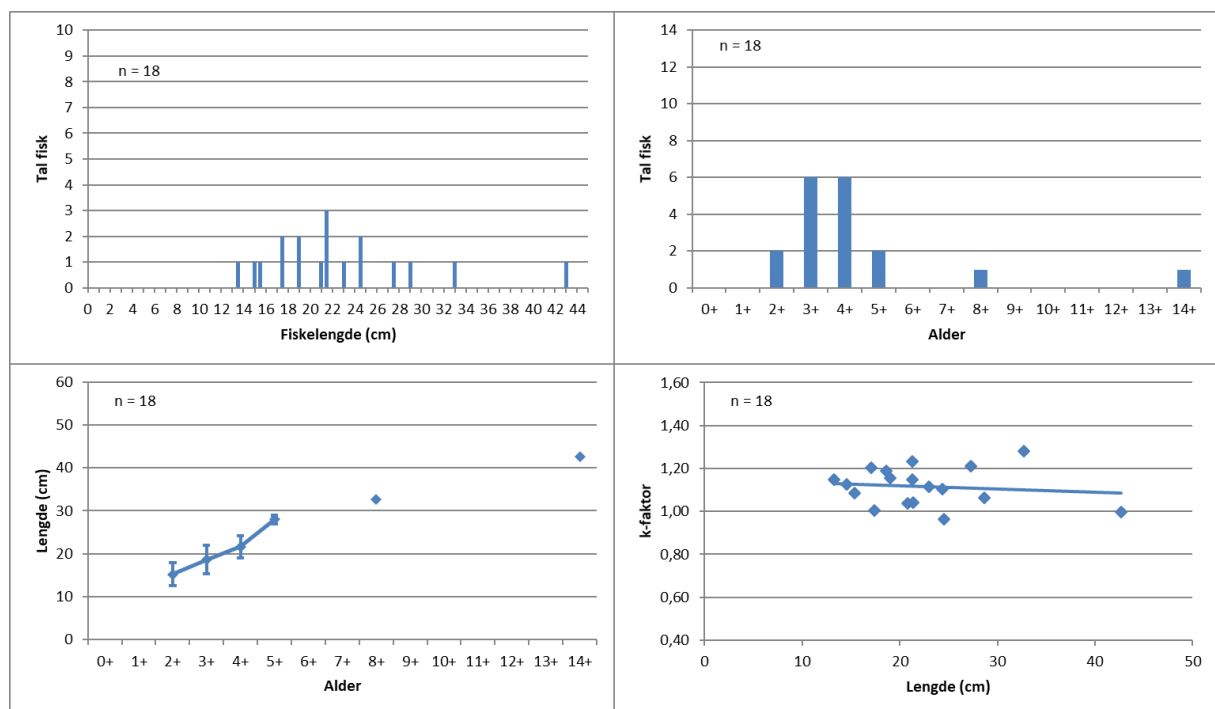 10
9
8
7
6
5
4
3
2
1
0
Tal fisk
n = 18
0 2 4 6 8 10 12 14 16 18 20 22 24 26 28 30 32 34 36 38 40 42 44
Fiskelengde (cm)
14
12
10
8
6
4
2
0
Tal fisk
n = 18
0+ 1+ 2+ 3+ 4+ 5+ 6+ 7+ 8+ 9+ 10+ 11+ 12+ 13+ 14+
Alder
60
50
40
30
20
10
0
Lengde (cm)
n = 18
0+ 1+ 2+ 3+ 4+ 5+ 6+ 7+ 8+ 9+ 10+ 11+ 12+ 13+ 14+
Alder
1,60
1,40
1,20
1,00
0,80
0,60
0,40
k-faktor
n = 18
0 10 20 30 40 50
Lengde (cm)